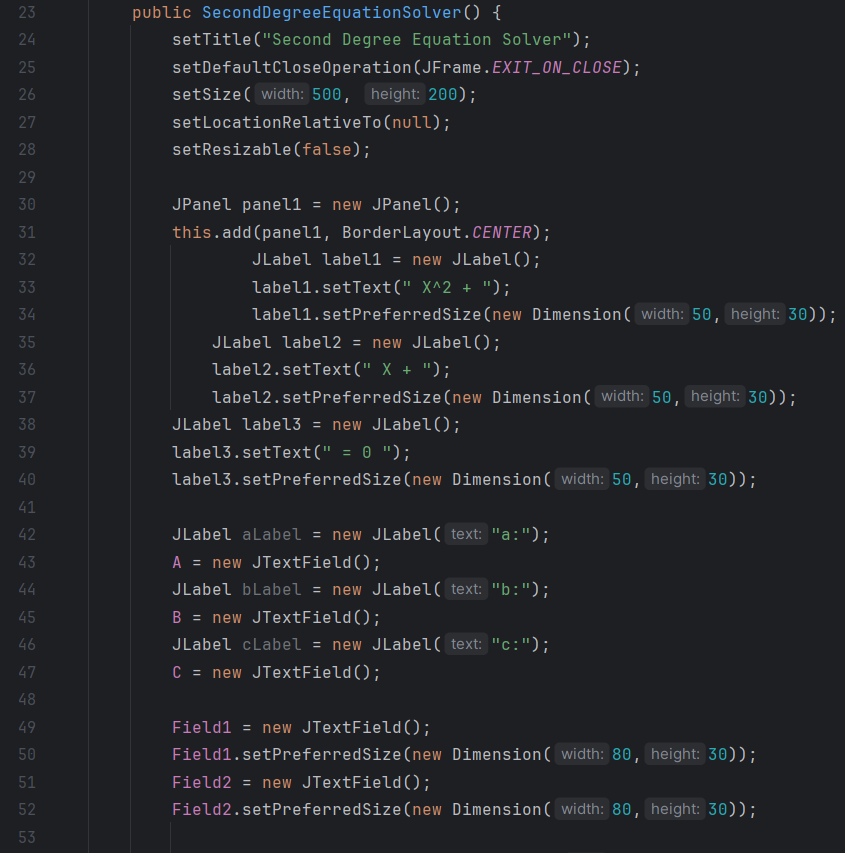 23 public SecondDegreeEquationSolver() {
24 setTitle("Second Degree Equation Solver");
25 setDefaultCloseOperation(JFrame.EXIT_ON_CLOSE);
26 setSize( width: 500, height: 200);
27 setLocationRelativeTo(null);
28 setResizable(false);
29
30 JPanel panel1 = new JPanel();
31 this.add(panel1, BorderLayout.CENTER);
32 JLabel label1 = new JLabel();
33 label1.setText(" X^2 + ");
34 label1.setPreferredSize(new Dimension( width: 50, height: 30));
35 JLabel label2 = new JLabel();
36 label2.setText(" X + ");
37 label2.setPreferredSize(new Dimension( width: 50, height: 30));
38 JLabel label3 = new JLabel();
39 label3.setText(" = 0 ");
40 label3.setPreferredSize(new Dimension( width: 50, height: 30));
41
42 JLabel aLabel = new JLabel( text: "a:");
43 A = new JTextField();
44 JLabel bLabel = new JLabel( text: "b:");
45 B = new JTextField();
46 JLabel cLabel = new JLabel( text: "c:");
47 C = new JTextField();
48
49 Field1 = new JTextField();
50 Field1.setPreferredSize(new Dimension( width: 80, height: 30));
51 Field2 = new JTextField();
52 Field2.setPreferredSize(new Dimension( width: 80, height: 30));
53